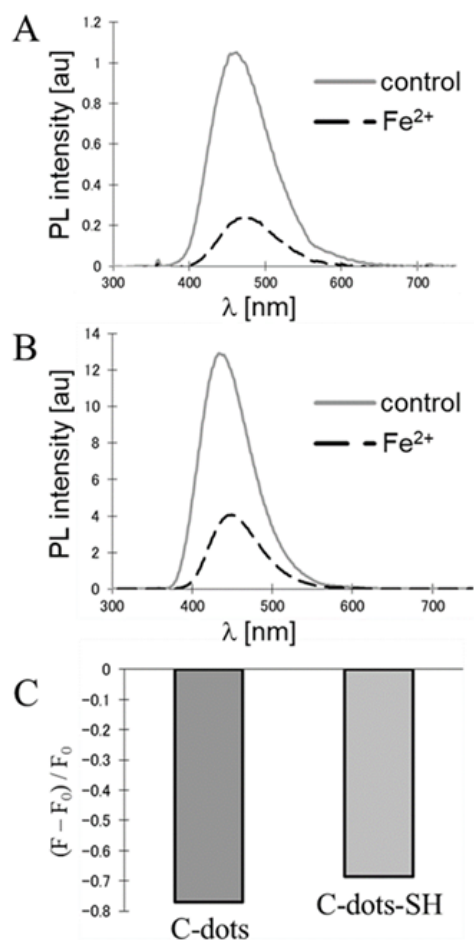 A
PL intensity [au]
1.2
1
0.8
0.6
0.4
0.2
0
300
400
500
600
700
λ [nm]
control
Fe²⁺
B
PL intensity [au]
14
12
10
8
6
4
2
0
300
400
500
600
700
λ [nm]
control
Fe²⁺
C
(F – F₀) / F₀
0
-0.1
-0.2
-0.3
-0.4
-0.5
-0.6
-0.7
-0.8
C-dots
C-dots-SH